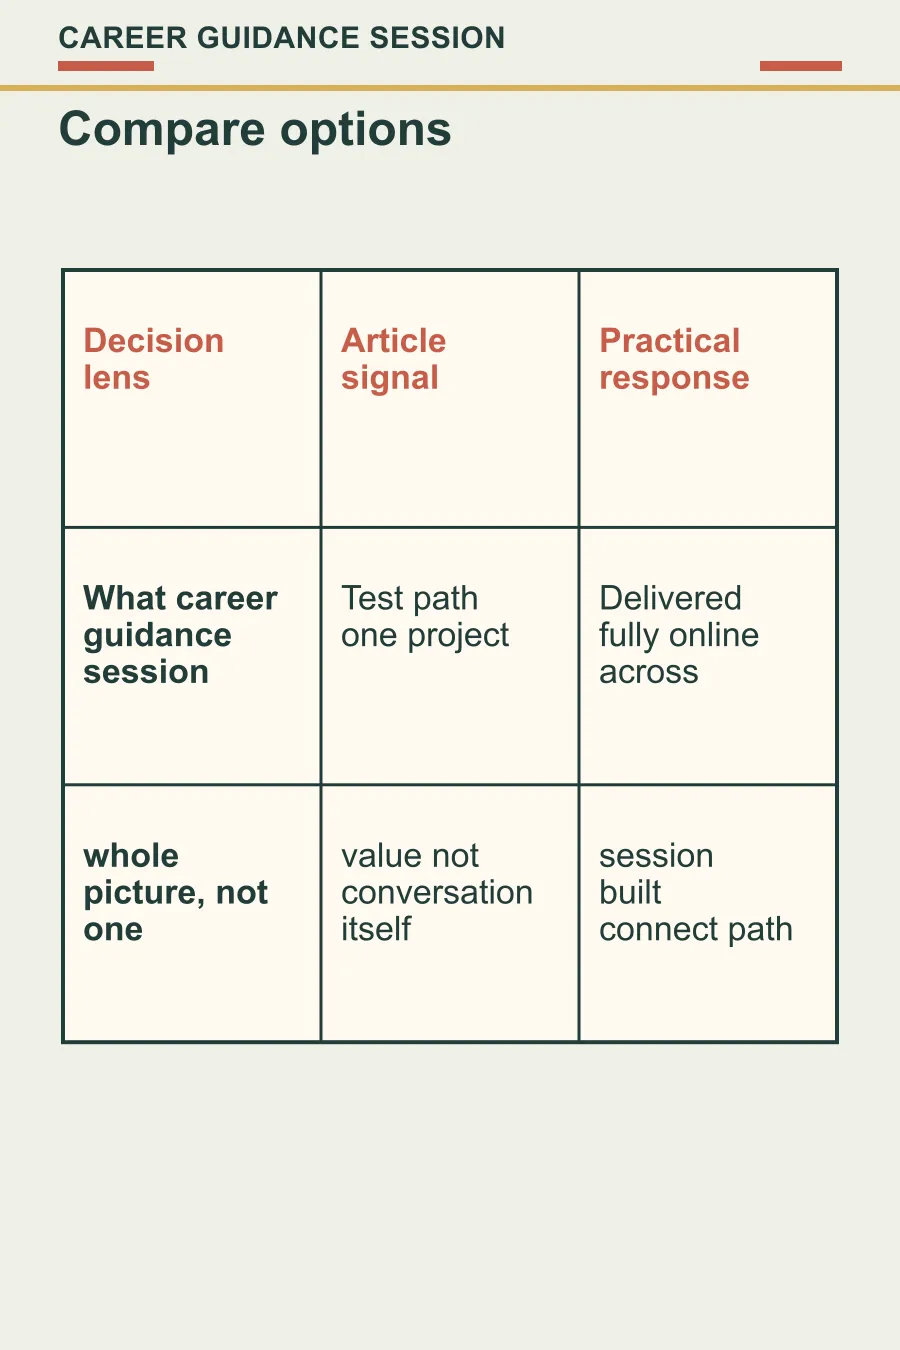 CAREER GUIDANCE SESSION
Compare options
Decision
lens
Article
signal
Practical
response
What career
guidance
session
Test path
one project
Delivered
fully online
across
whole
picture, not
one
value not
conversation
itself
session
built
connect path